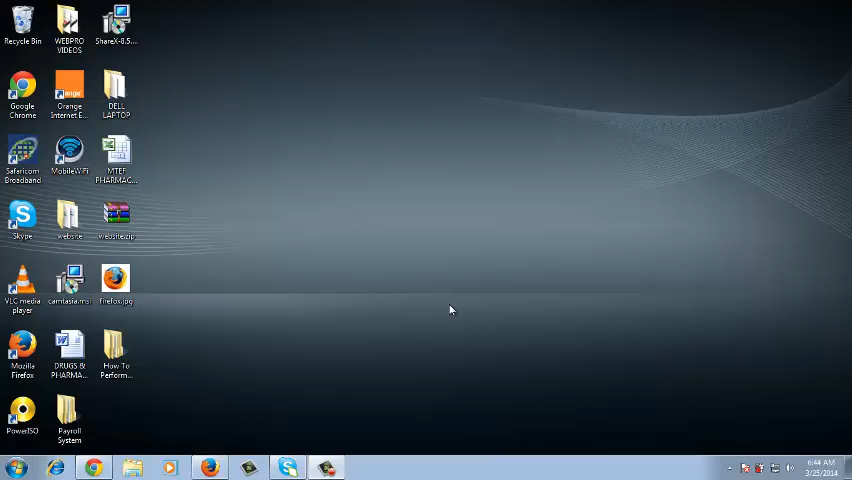 Recycle Bin
WEBPRO
VIDEOS
ShareX-8.5....
Google
Chrome
Orange
Internet E...
DELL
LAPTOP
Safaricom
Broadband
MobileWiFi
MTEF
PHARMAC...
Skype
website
website.zip
VLC media
player
camtasia.msi
firefox.jpg
Mozilla
Firefox
DRUGS &
PHARMA...
How To
Perform...
PowerISO
Payroll
System
6:44 AM
3/25/2014